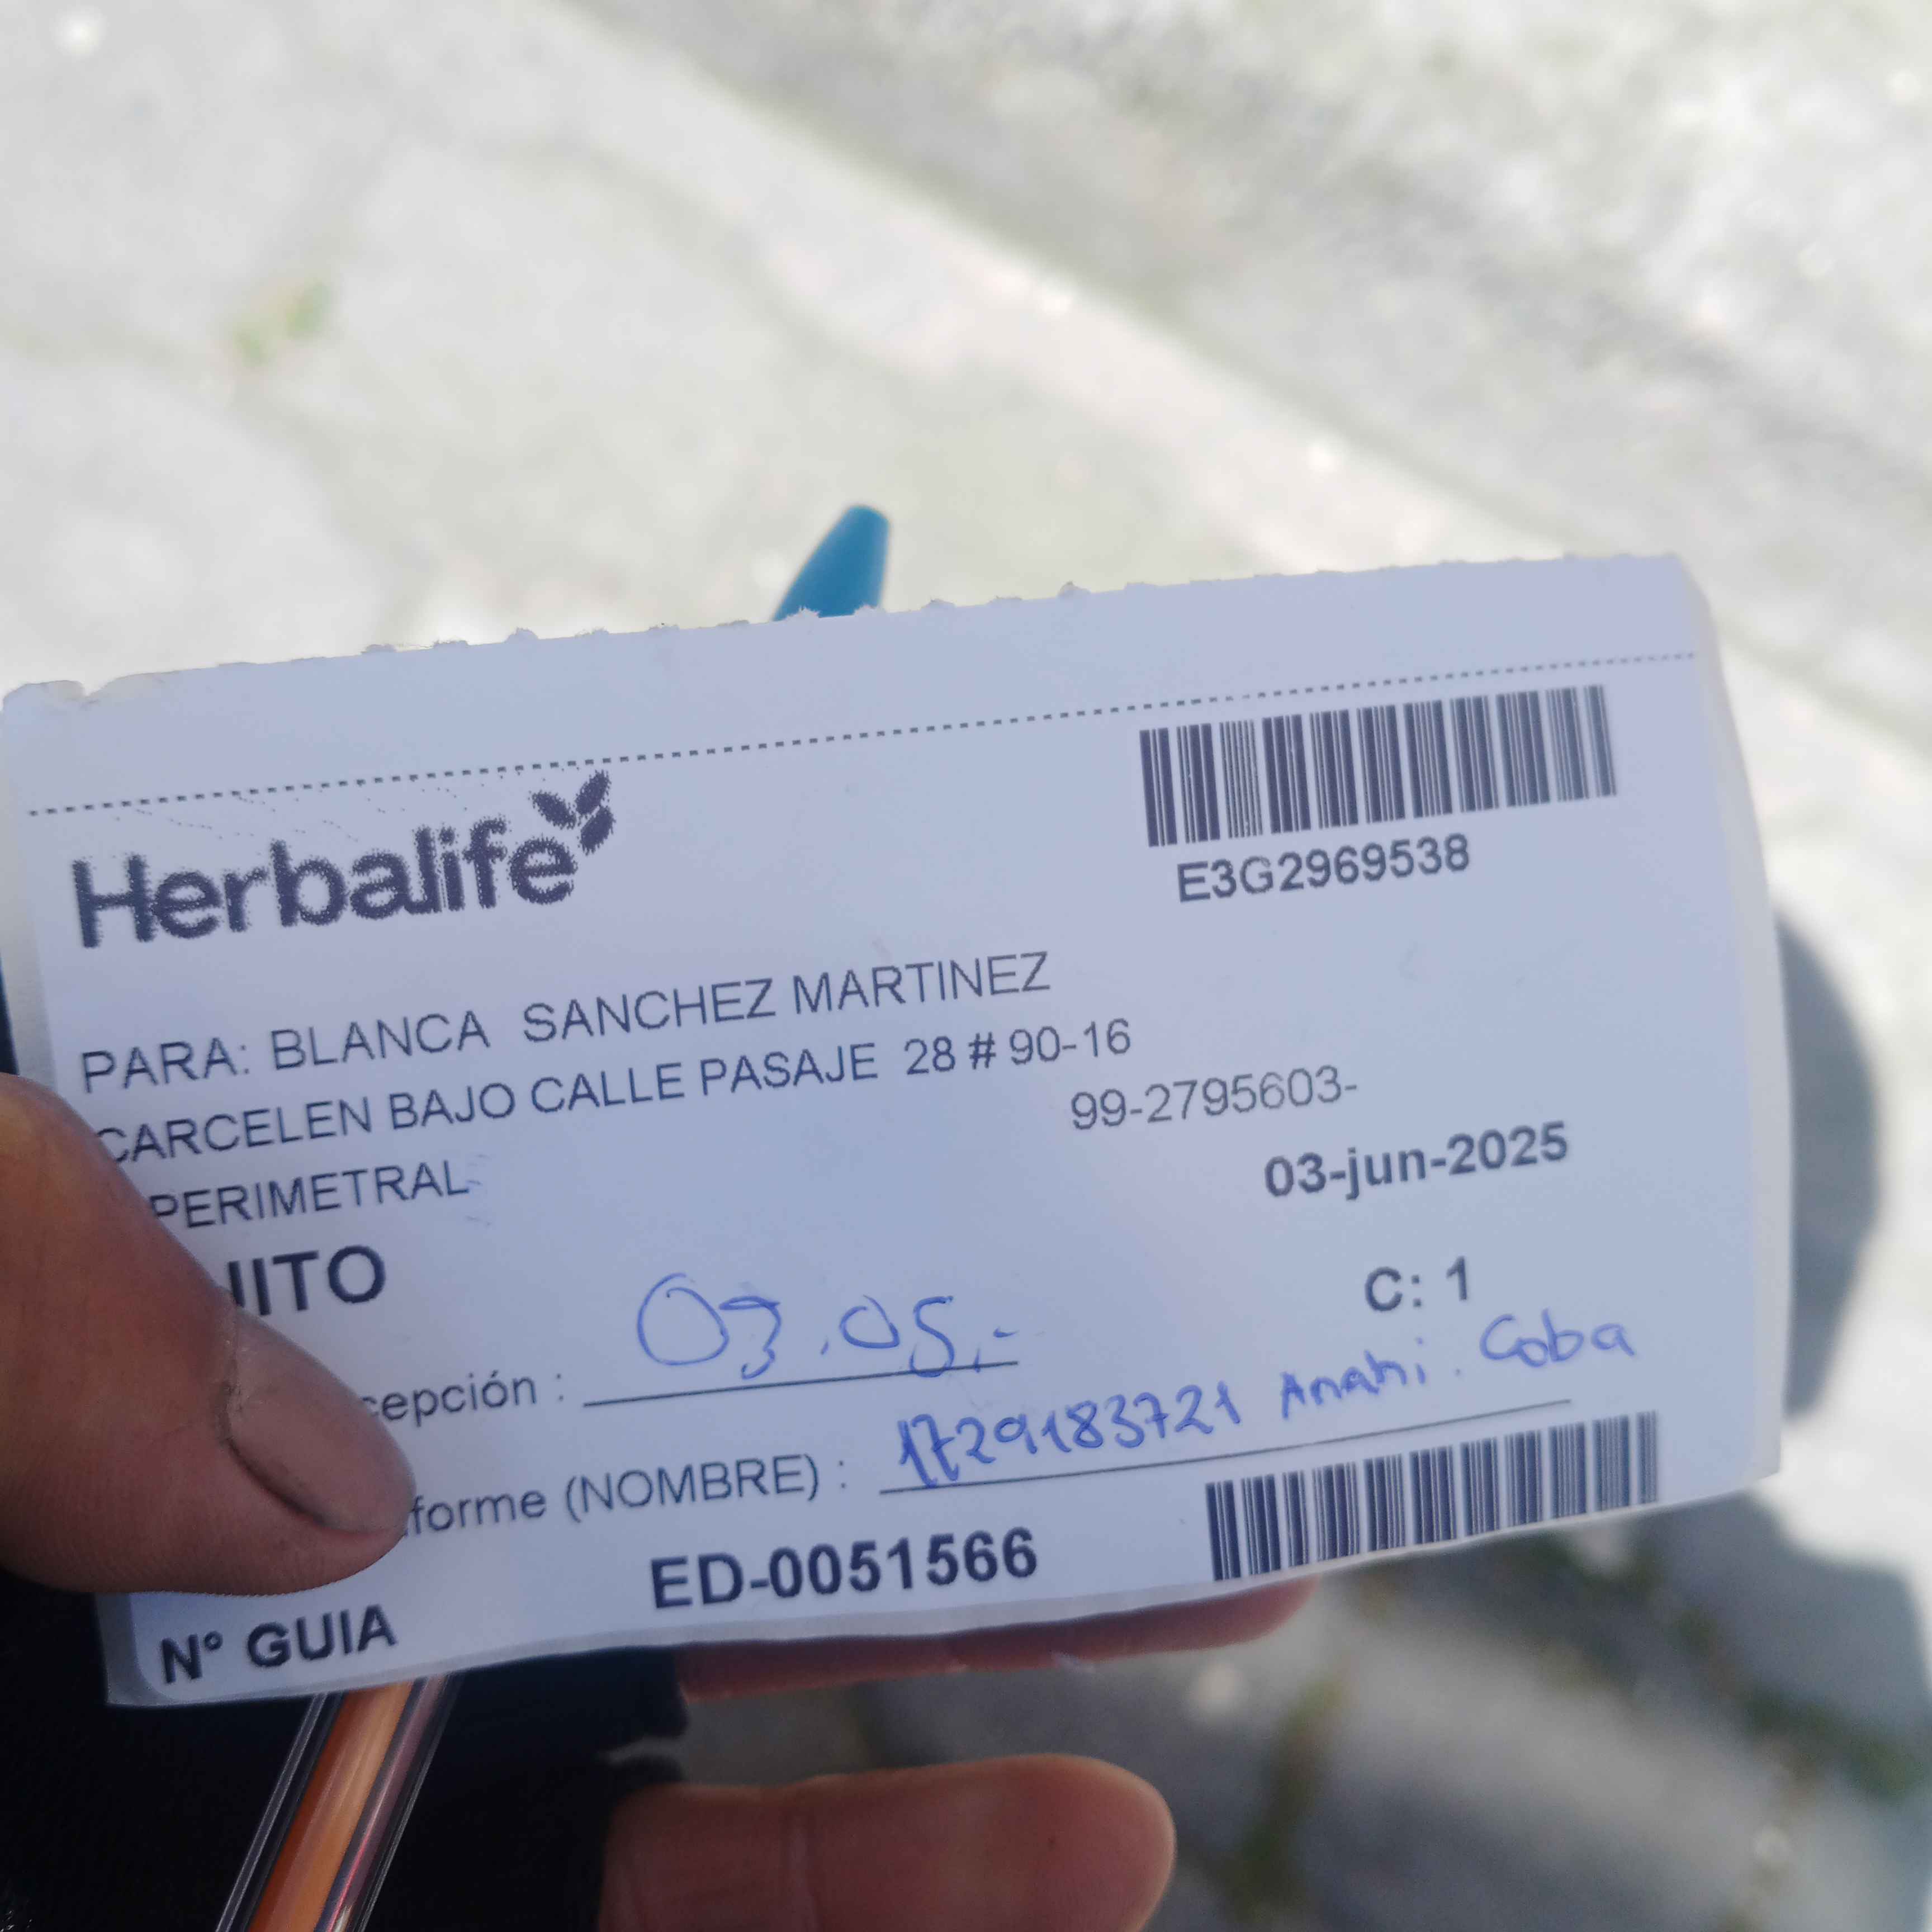 Herbalife
E3G2969538
PARA: BLANCA SANCHEZ MARTINEZ
CARCELEN BAJO CALLE PASAJE 28 # 90-16
99-2795603-
PERIMETRAL
03-jun-2025
C: 1
cepción : 03.05.-
forme (NOMBRE) : 1729183721 Anahi. Coba
N° GUIA ED-0051566